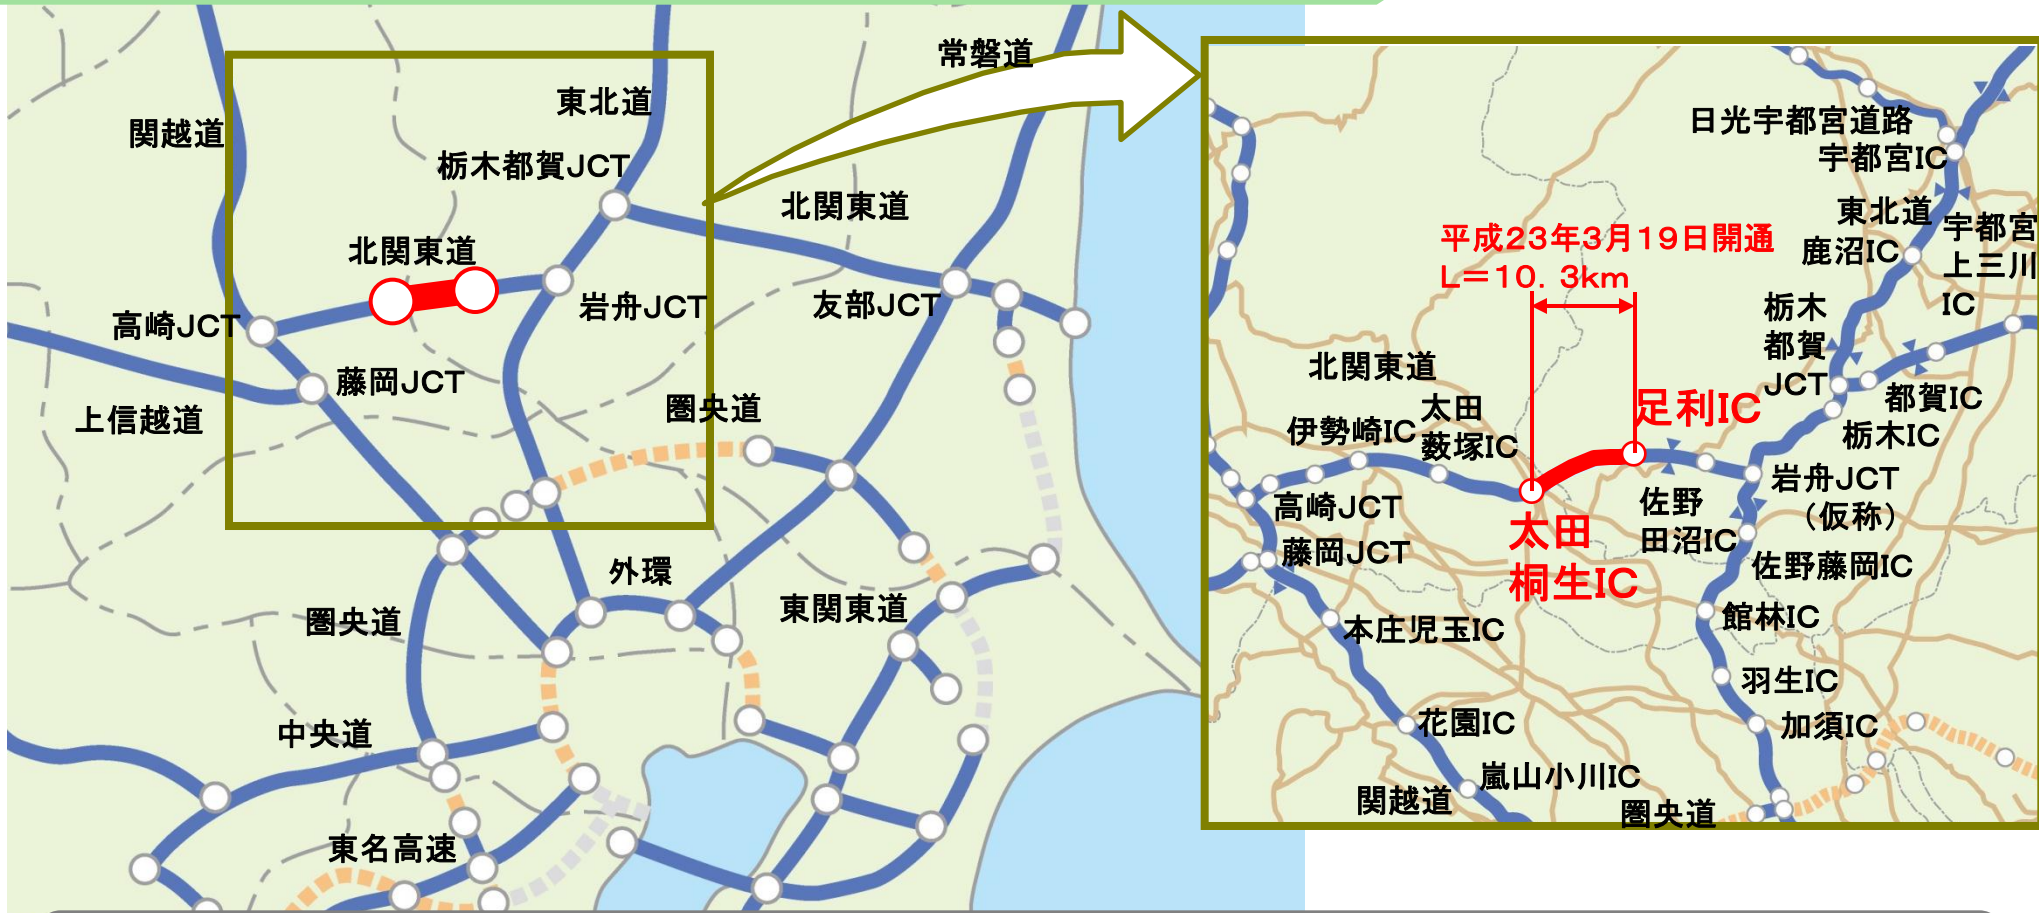 常磐道
東北道
関越道
栃木都賀JCT
北関東道
北関東道
岩舟JCT
友部JCT
高崎JCT
藤岡JCT
上信越道
圏央道
外環
東関東道
圏央道
中央道
東名高速
日光宇都宮道路
宇都宮IC
東北道
宇都宮
上三川
IC
鹿沼IC
平成23年3月19日開通
L=10.3km
栃木
都賀
JCT
北関東道
都賀IC
太田
藪塚IC
足利IC
伊勢崎IC
栃木IC
岩舟JCT
(仮称)
高崎JCT
佐野
田沼IC
太田
桐生IC
藤岡JCT
佐野藤岡IC
館林IC
本庄児玉IC
羽生IC
花園IC
加須IC
嵐山小川IC
関越道
圏央道